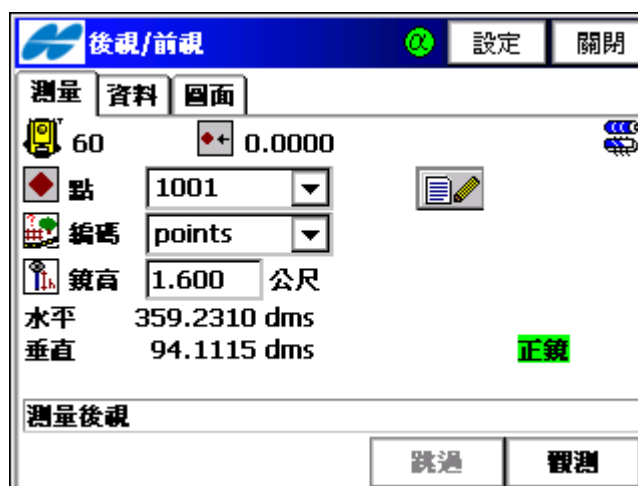 後視/前視 α 設定 關閉
測量 資料 圖面
60 0.0000
點 1001
編碼 points
鏡高 1.600 公尺
水平 359.2310 dms
垂直 94.1115 dms 正鏡
測量後視
跳過 觀測